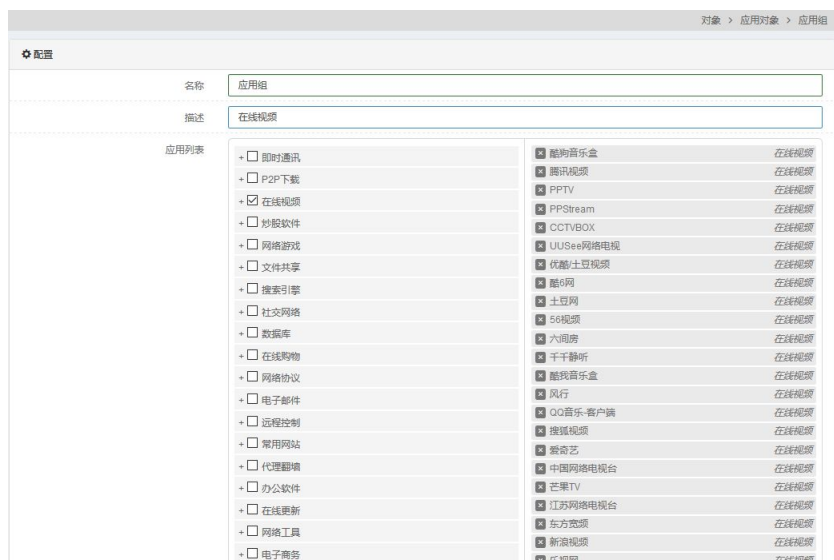 对象 > 应用对象 > 应用组
配置
名称 应用组
描述 在线视频
应用列表
+ 即时通讯
+ P2P下载
+ 在线视频
+ 炒股软件
+ 网络游戏
+ 文件共享
+ 搜索引擎
+ 社交网络
+ 数据库
+ 在线购物
+ 网络协议
+ 电子邮件
+ 远程控制
+ 常用网站
+ 代理翻墙
+ 办公软件
+ 在线更新
+ 网络工具
+ 电子商务
酷狗音乐盒 在线视频
腾讯视频 在线视频
PPTV 在线视频
PPStream 在线视频
CCTVBOX 在线视频
UUSee网络电视 在线视频
优酷/土豆视频 在线视频
酷6网 在线视频
土豆网 在线视频
56视频 在线视频
六间房 在线视频
千千静听 在线视频
酷我音乐盒 在线视频
风行 在线视频
QQ音乐-客户端 在线视频
搜狐视频 在线视频
爱奇艺 在线视频
中国网络电视台 在线视频
芒果TV 在线视频
江苏网络电视台 在线视频
东方宽频 在线视频
新浪视频 在线视频
乐视网 在线视频